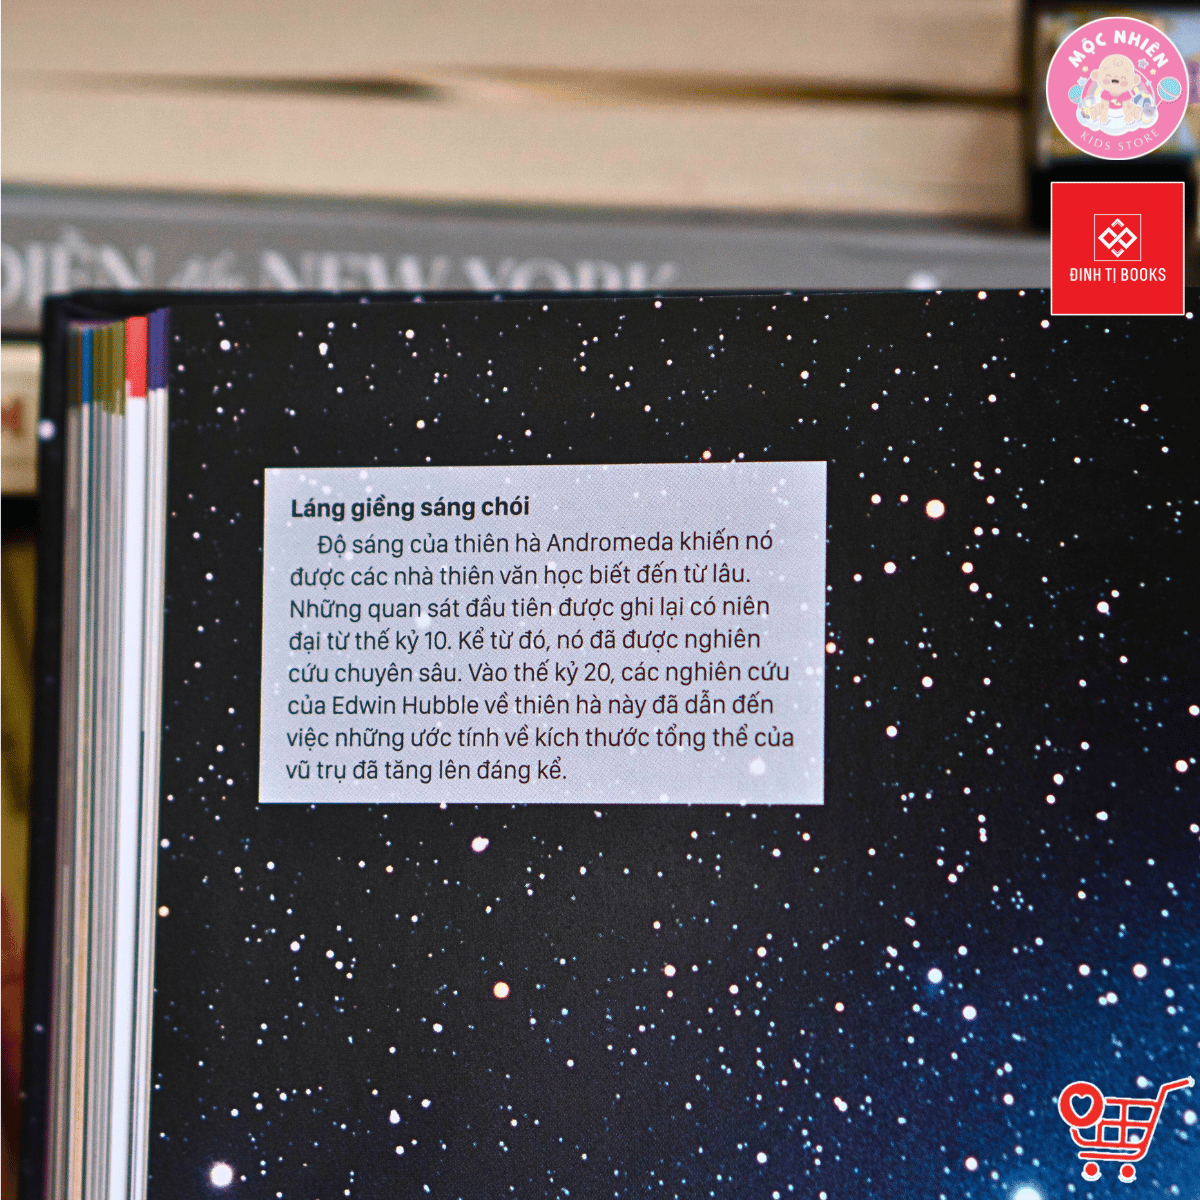 MỘC NHIÊN
KIDS STORE
ĐINH TỊ BOOKS
ĐIỂN NEW YORK
Láng giềng sáng chói
Độ sáng của thiên hà Andromeda khiến nó
được các nhà thiên văn học biết đến từ lâu.
Những quan sát đầu tiên được ghi lại có niên
đại từ thế kỷ 10. Kể từ đó, nó đã được nghiên
cứu chuyên sâu. Vào thế kỷ 20, các nghiên cứu
của Edwin Hubble về thiên hà này đã dẫn đến
việc những ước tính về kích thước tổng thể của
vũ trụ đã tăng lên đáng kể.